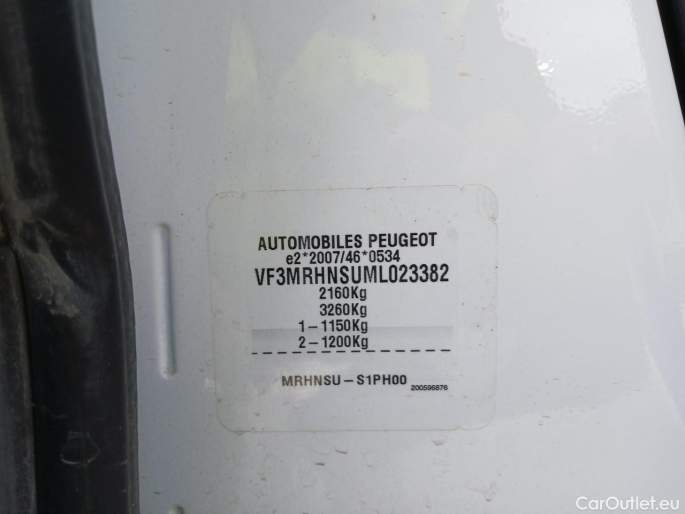 AUTOMOBILES PEUGEOT
e2*2007/46*0534
VF3MRHNSUML023382
2160Kg
3260Kg
1-1150Kg
2-1200Kg
MRHNSU-S1PH00
200596876
CarOutlet.eu